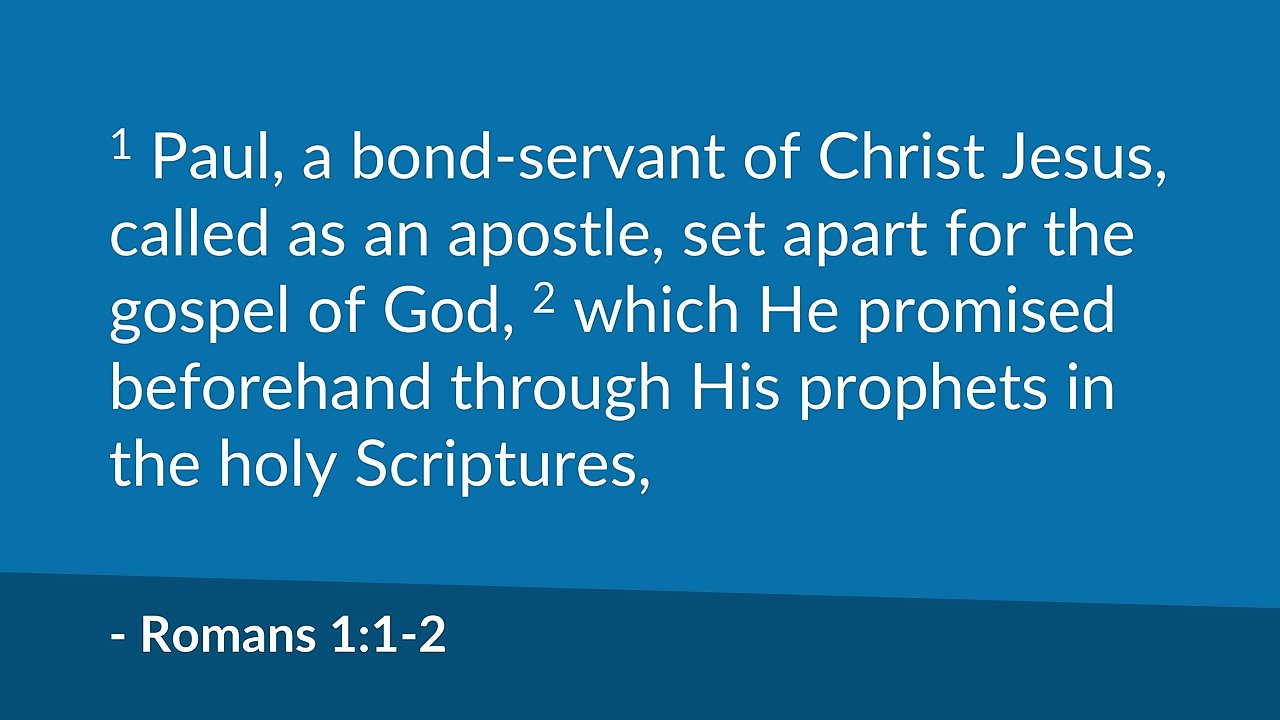 1 Paul, a bond-servant of Christ Jesus,
called as an apostle, set apart for the
gospel of God, 2 which He promised
beforehand through His prophets in
the holy Scriptures,
- Romans 1:1-2